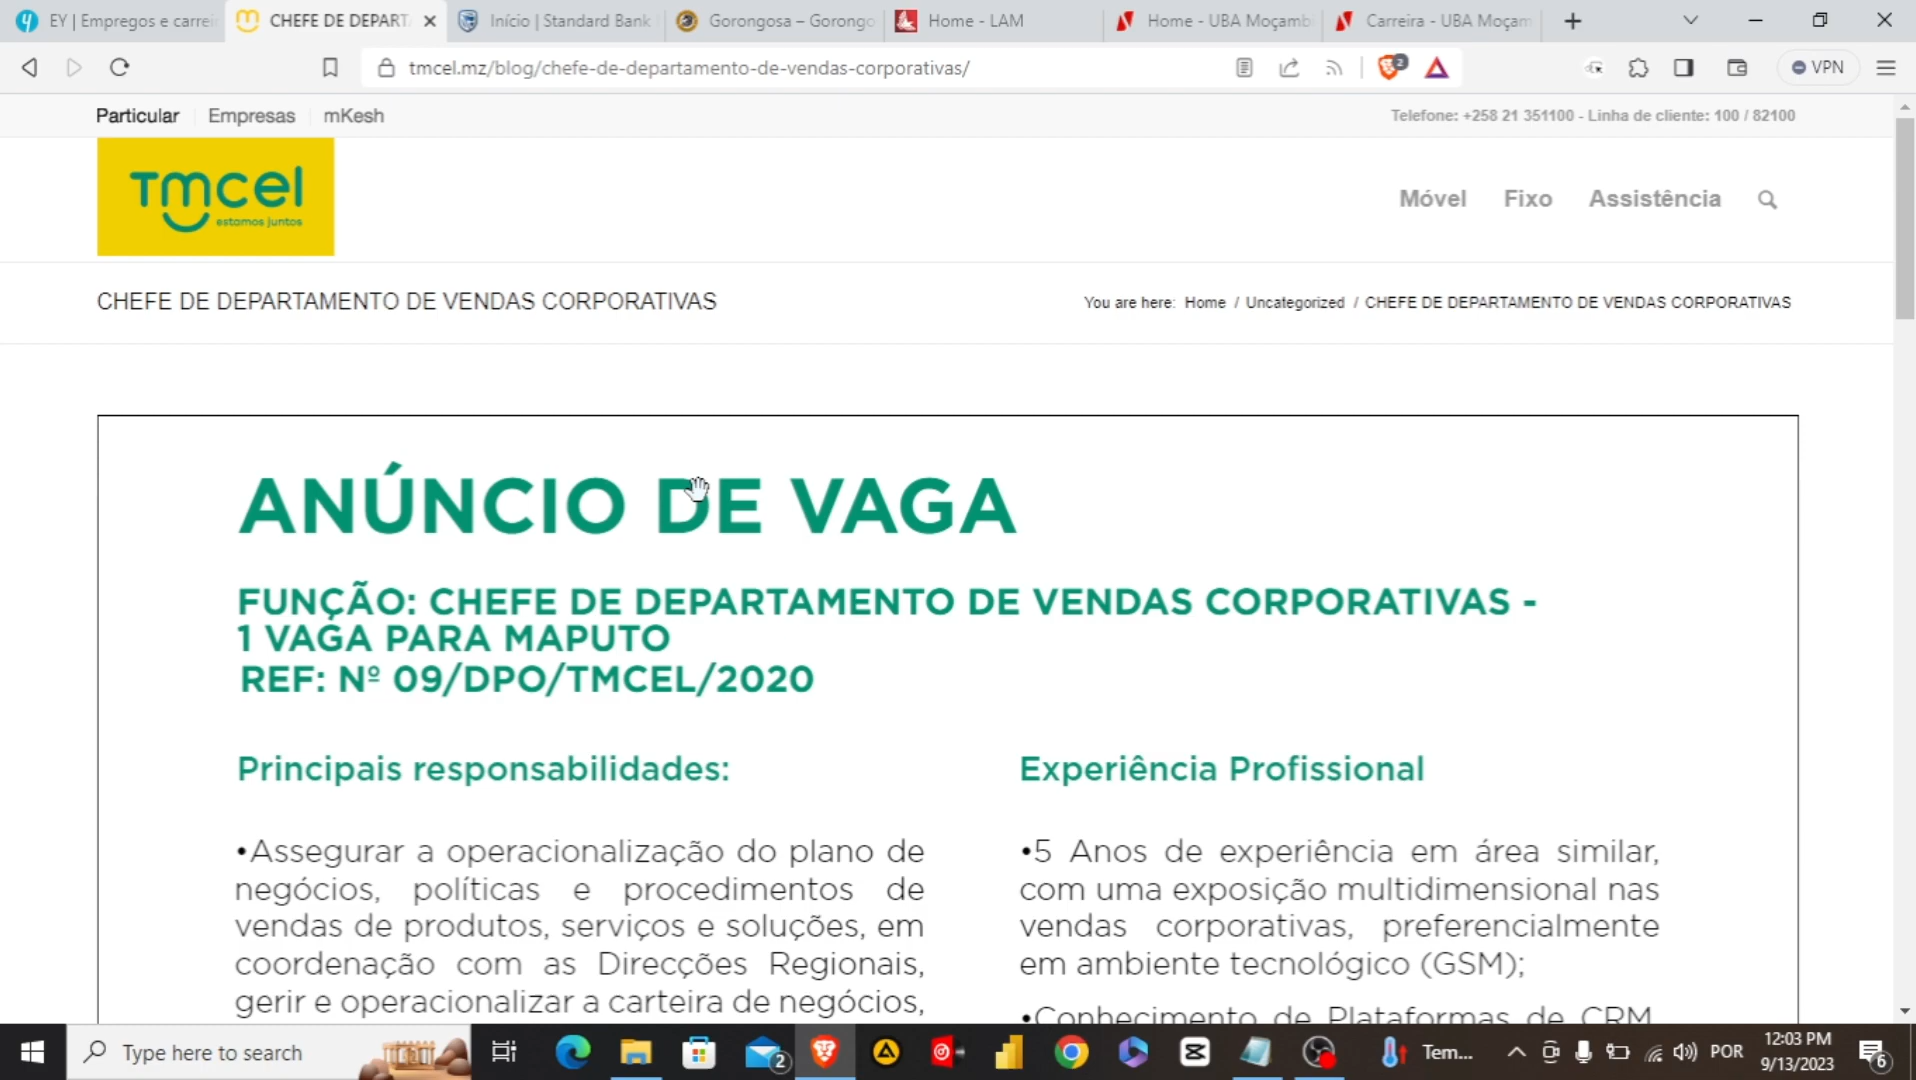 EY | Empregos e carrei
CHEFE DE DEPART
Início | Standard Bank
Gorongosa – Gorongo
Home - LAM
Home - UBA Moçamb
Carreira - UBA Moçam
tmcel.mz/blog/chefe-de-departamento-de-vendas-corporativas/
2
VPN
Particular
Empresas
mKesh
Telefone: +258 21 351100 - Linha de cliente: 100 / 82100
Tmcel
estamos juntos
Móvel
Fixo
Assistência
CHEFE DE DEPARTAMENTO DE VENDAS CORPORATIVAS
You are here: Home / Uncategorized / CHEFE DE DEPARTAMENTO DE VENDAS CORPORATIVAS
ANÚNCIO DE VAGA
FUNÇÃO: CHEFE DE DEPARTAMENTO DE VENDAS CORPORATIVAS -
1 VAGA PARA MAPUTO
REF: Nº 09/DPO/TMCEL/2020
Principais responsabilidades:
•Assegurar a operacionalização do plano de
negócios, políticas e procedimentos de
vendas de produtos, serviços e soluções, em
coordenação com as Direcções Regionais,
gerir e operacionalizar a carteira de negócios,
Experiência Profissional
•5 Anos de experiência em área similar,
com uma exposição multidimensional nas
vendas corporativas, preferencialmente
em ambiente tecnológico (GSM);
•Conhecimento de Plataformas de CRM
Type here to search
2
Tem...
POR
12:03 PM
9/13/2023
6